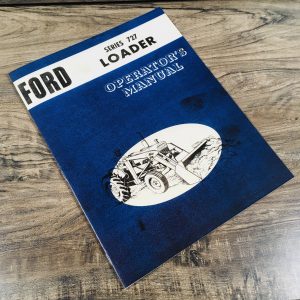 FORD
SERIES 727
LOADER
OPERATOR'S
MANUAL